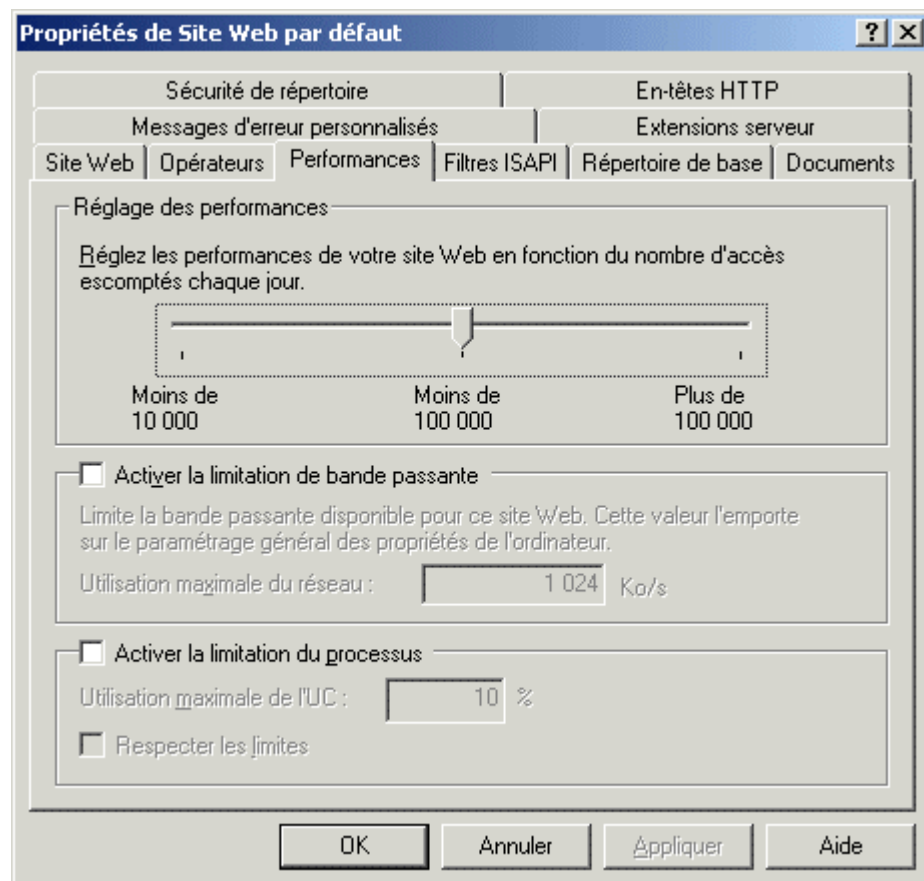 Propriétés de Site Web par défaut ? X
Sécurité de répertoire En-têtes HTTP
Messages d'erreur personnalisés Extensions serveur
Site Web Opérateurs Performances Filtres ISAPI Répertoire de base Documents
Réglage des performances
Réglez les performances de votre site Web en fonction du nombre d'accès
escomptés chaque jour.
Moins de Moins de Plus de
10 000 100 000 100 000
Activer la limitation de bande passante
Limite la bande passante disponible pour ce site Web. Cette valeur l'emporte
sur le paramétrage général des propriétés de l'ordinateur.
Utilisation maximale du réseau : 1 024 Ko/s
Activer la limitation du processus
Utilisation maximale de l'UC : 10 %
Respecter les limites
OK Annuler Appliquer Aide